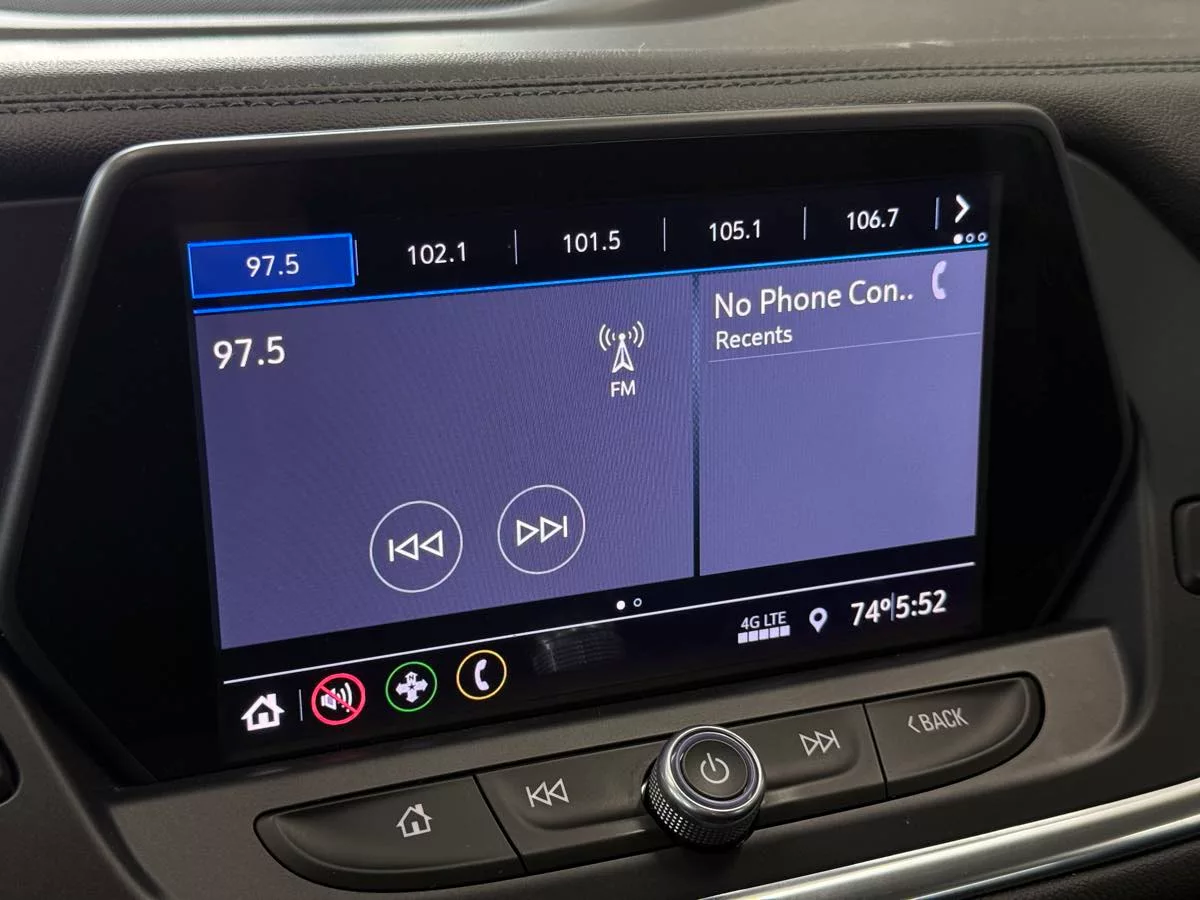 97.5
102.1
101.5
105.1
106.7
97.5
FM
No Phone Con..
Recents
4G LTE
74º
5:52
N
BACK